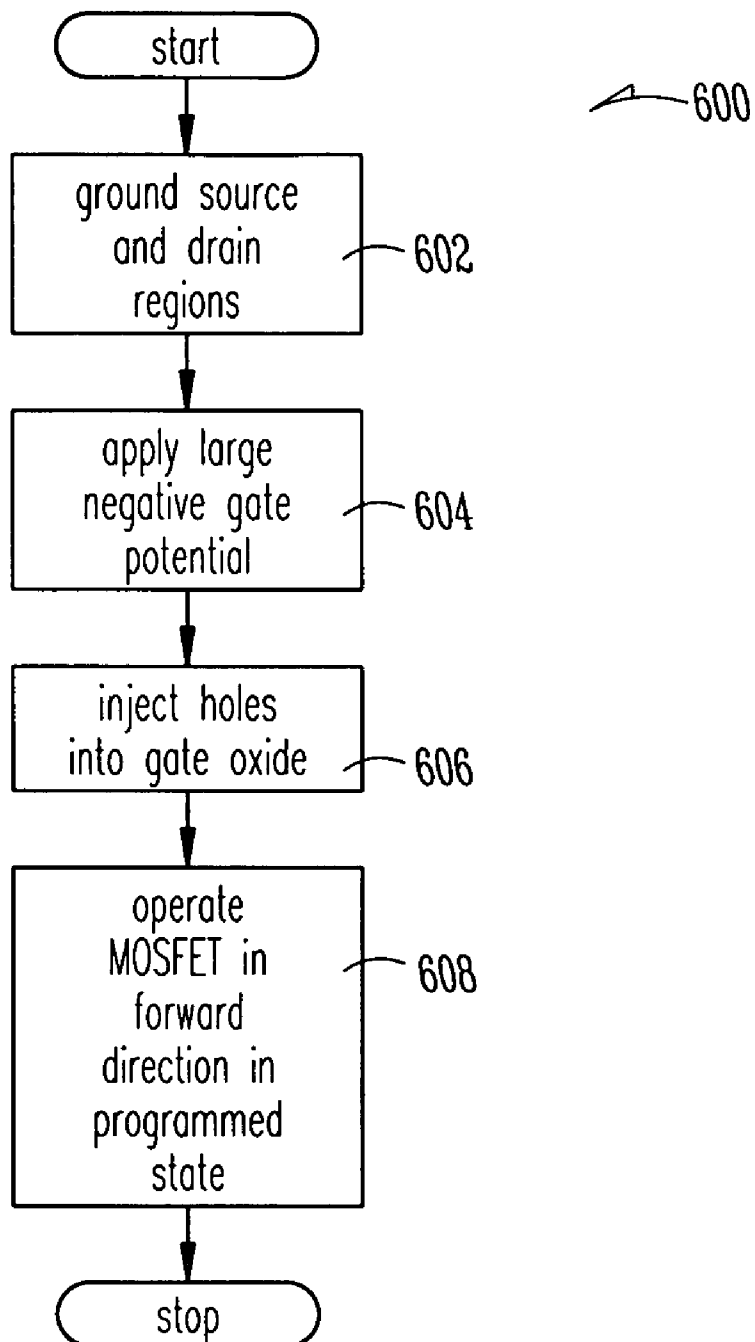 start
600
ground source
and drain
regions
602
apply large
negative gate
potential
604
inject holes
into gate oxide
606
operate
MOSFET in
forward
direction in
programmed
state
608
stop